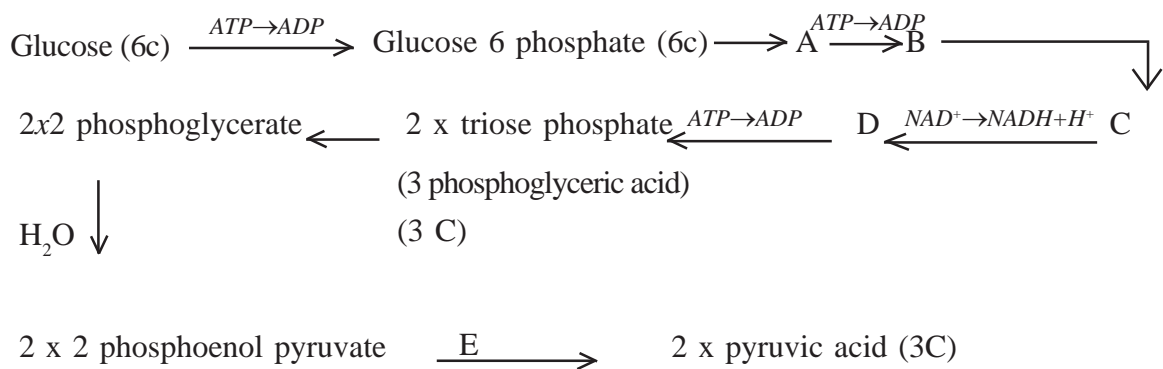 ATP→ADP ATP→ADP
Glucose (6c) Glucose 6 phosphate (6c) A B
2x2 phosphoglycerate 2 x triose phosphate ATP→ADP D NAD⁺→NADH+H⁺ C
(3 phosphoglyceric acid)
(3 C)
H₂O
2 x 2 phosphoenol pyruvate E 2 x pyruvic acid (3C)